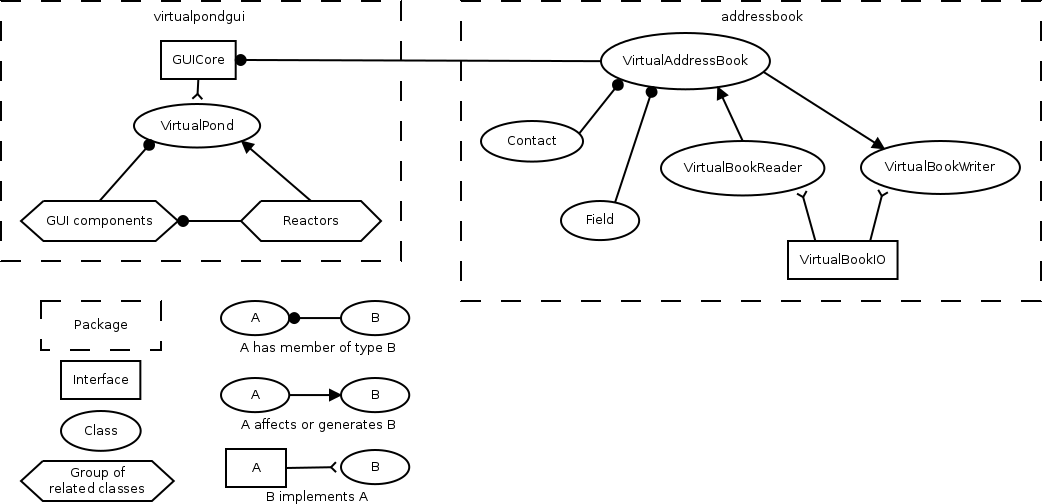 virtualpondgui
GUICore
VirtualPond
GUI components
Reactors
addressbook
VirtualAddressBook
Contact
VirtualBookReader
VirtualBookWriter
Field
VirtualBookIO
Package
Interface
Class
Group of
related classes
A
B
A has member of type B
A
B
A affects or generates B
A
B
B implements A